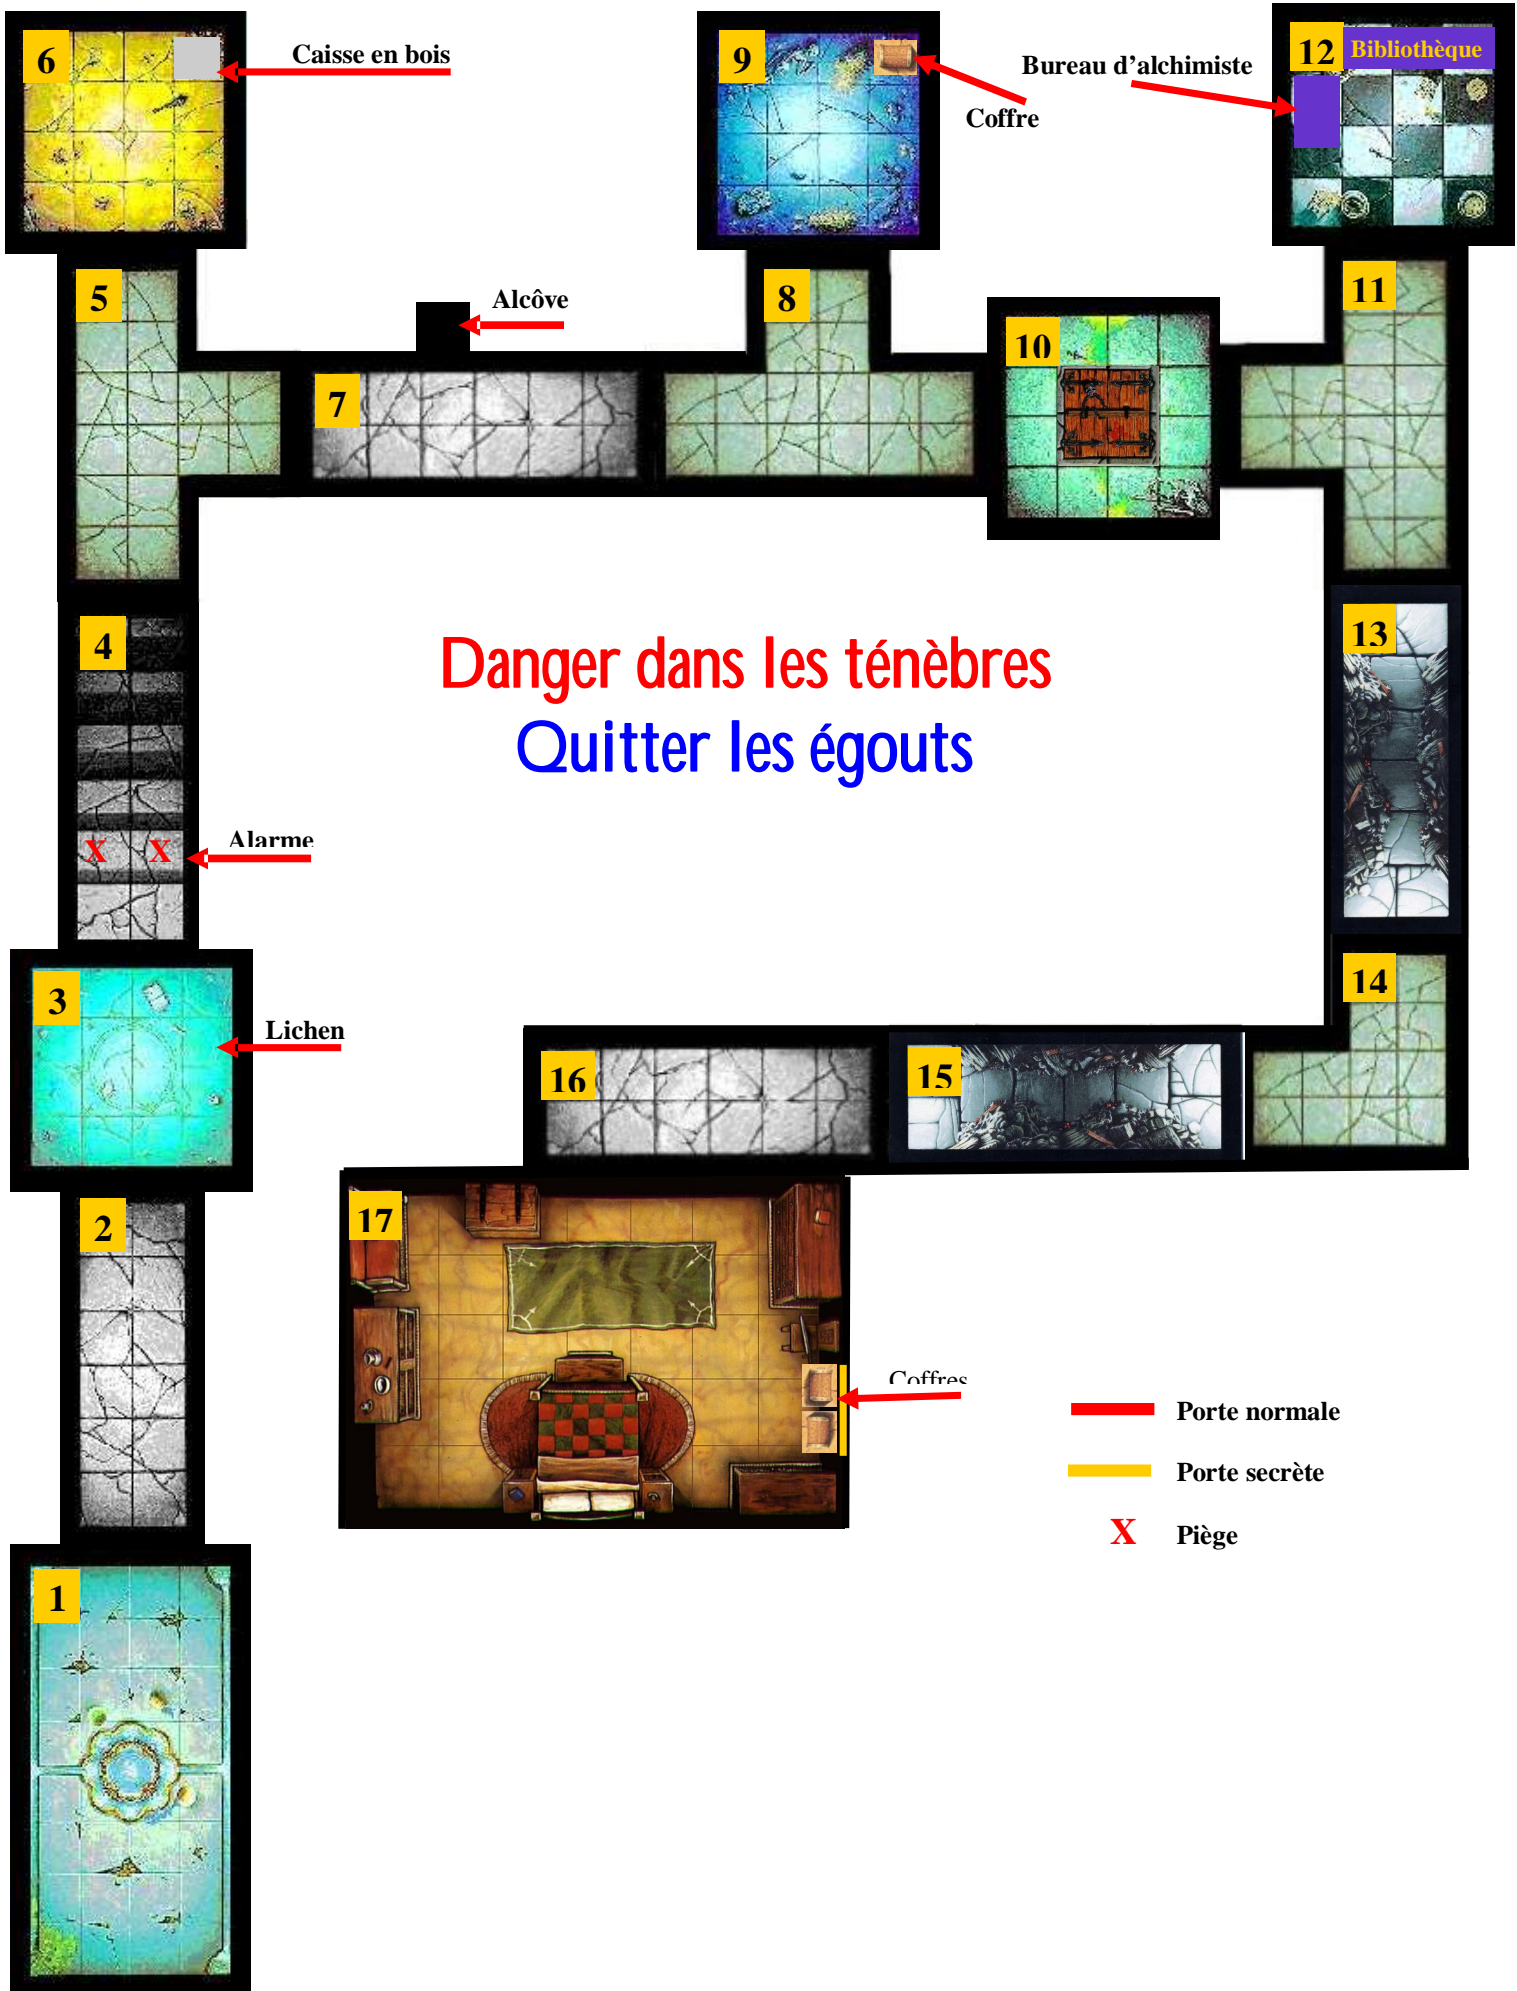 6
Caisse en bois
9
Coffre
Bureau d’alchimiste
12
Bibliothèque
5
Alcôve
8
11
10
7
4
Danger dans les ténèbres
Quitter les égouts
13
X X
Alarme
3
Lichen
14
16
15
2
17
Coffres
Porte normale
Porte secrète
X Piège
1